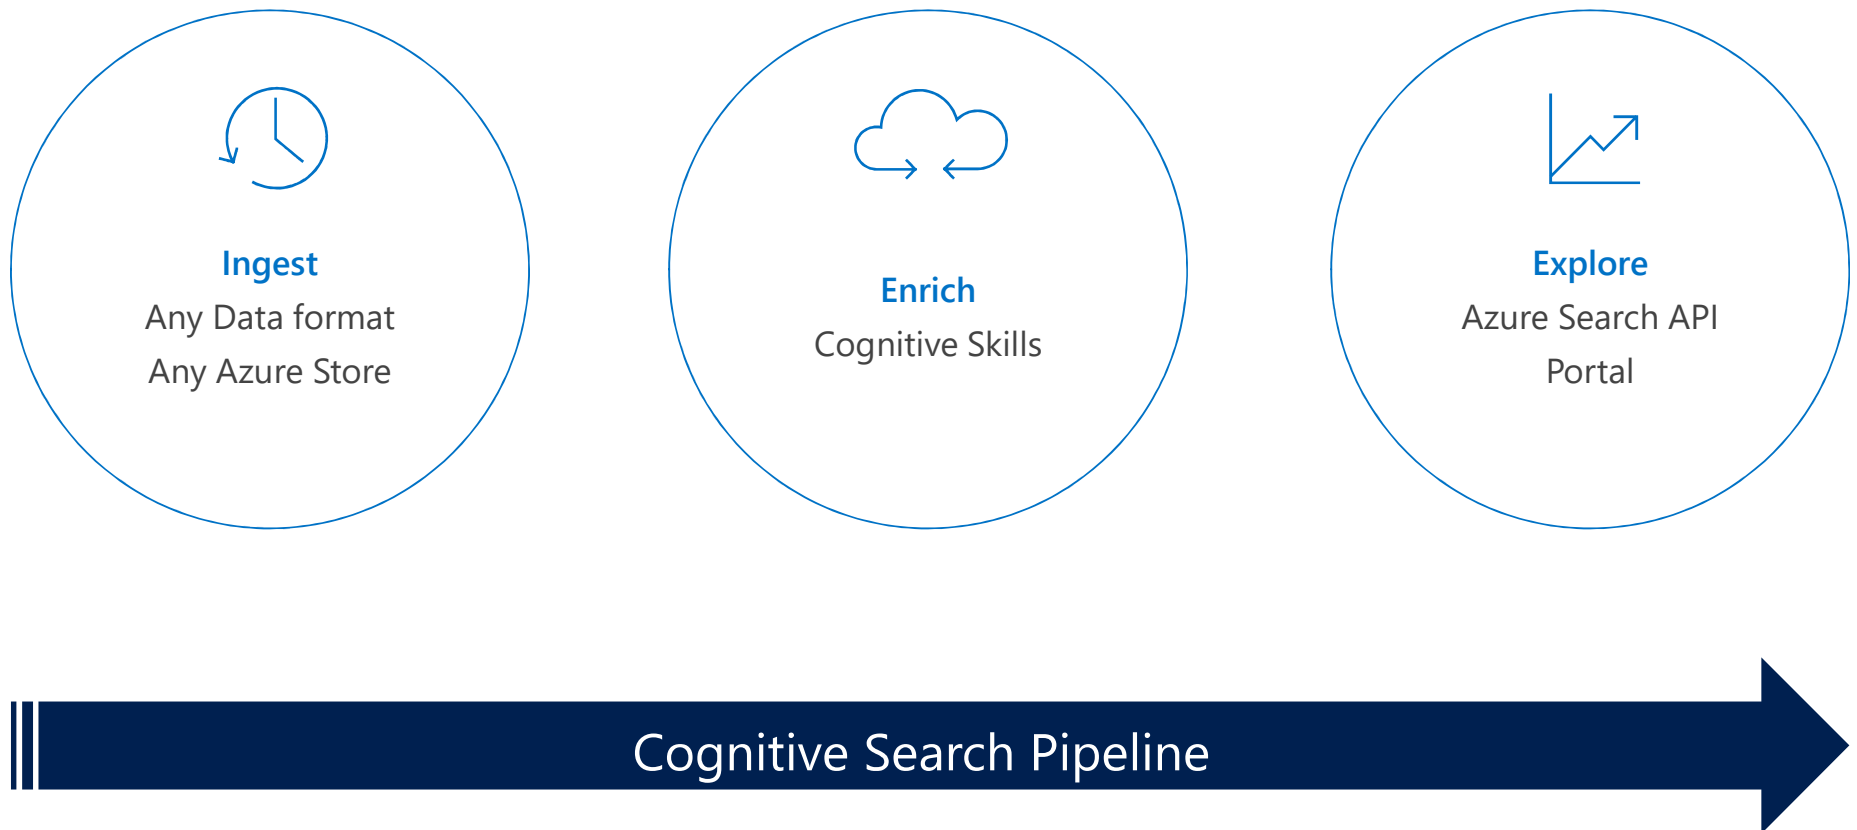 Ingest
Any Data format
Any Azure Store
Enrich
Cognitive Skills
Explore
Azure Search API
Portal
Cognitive Search Pipeline